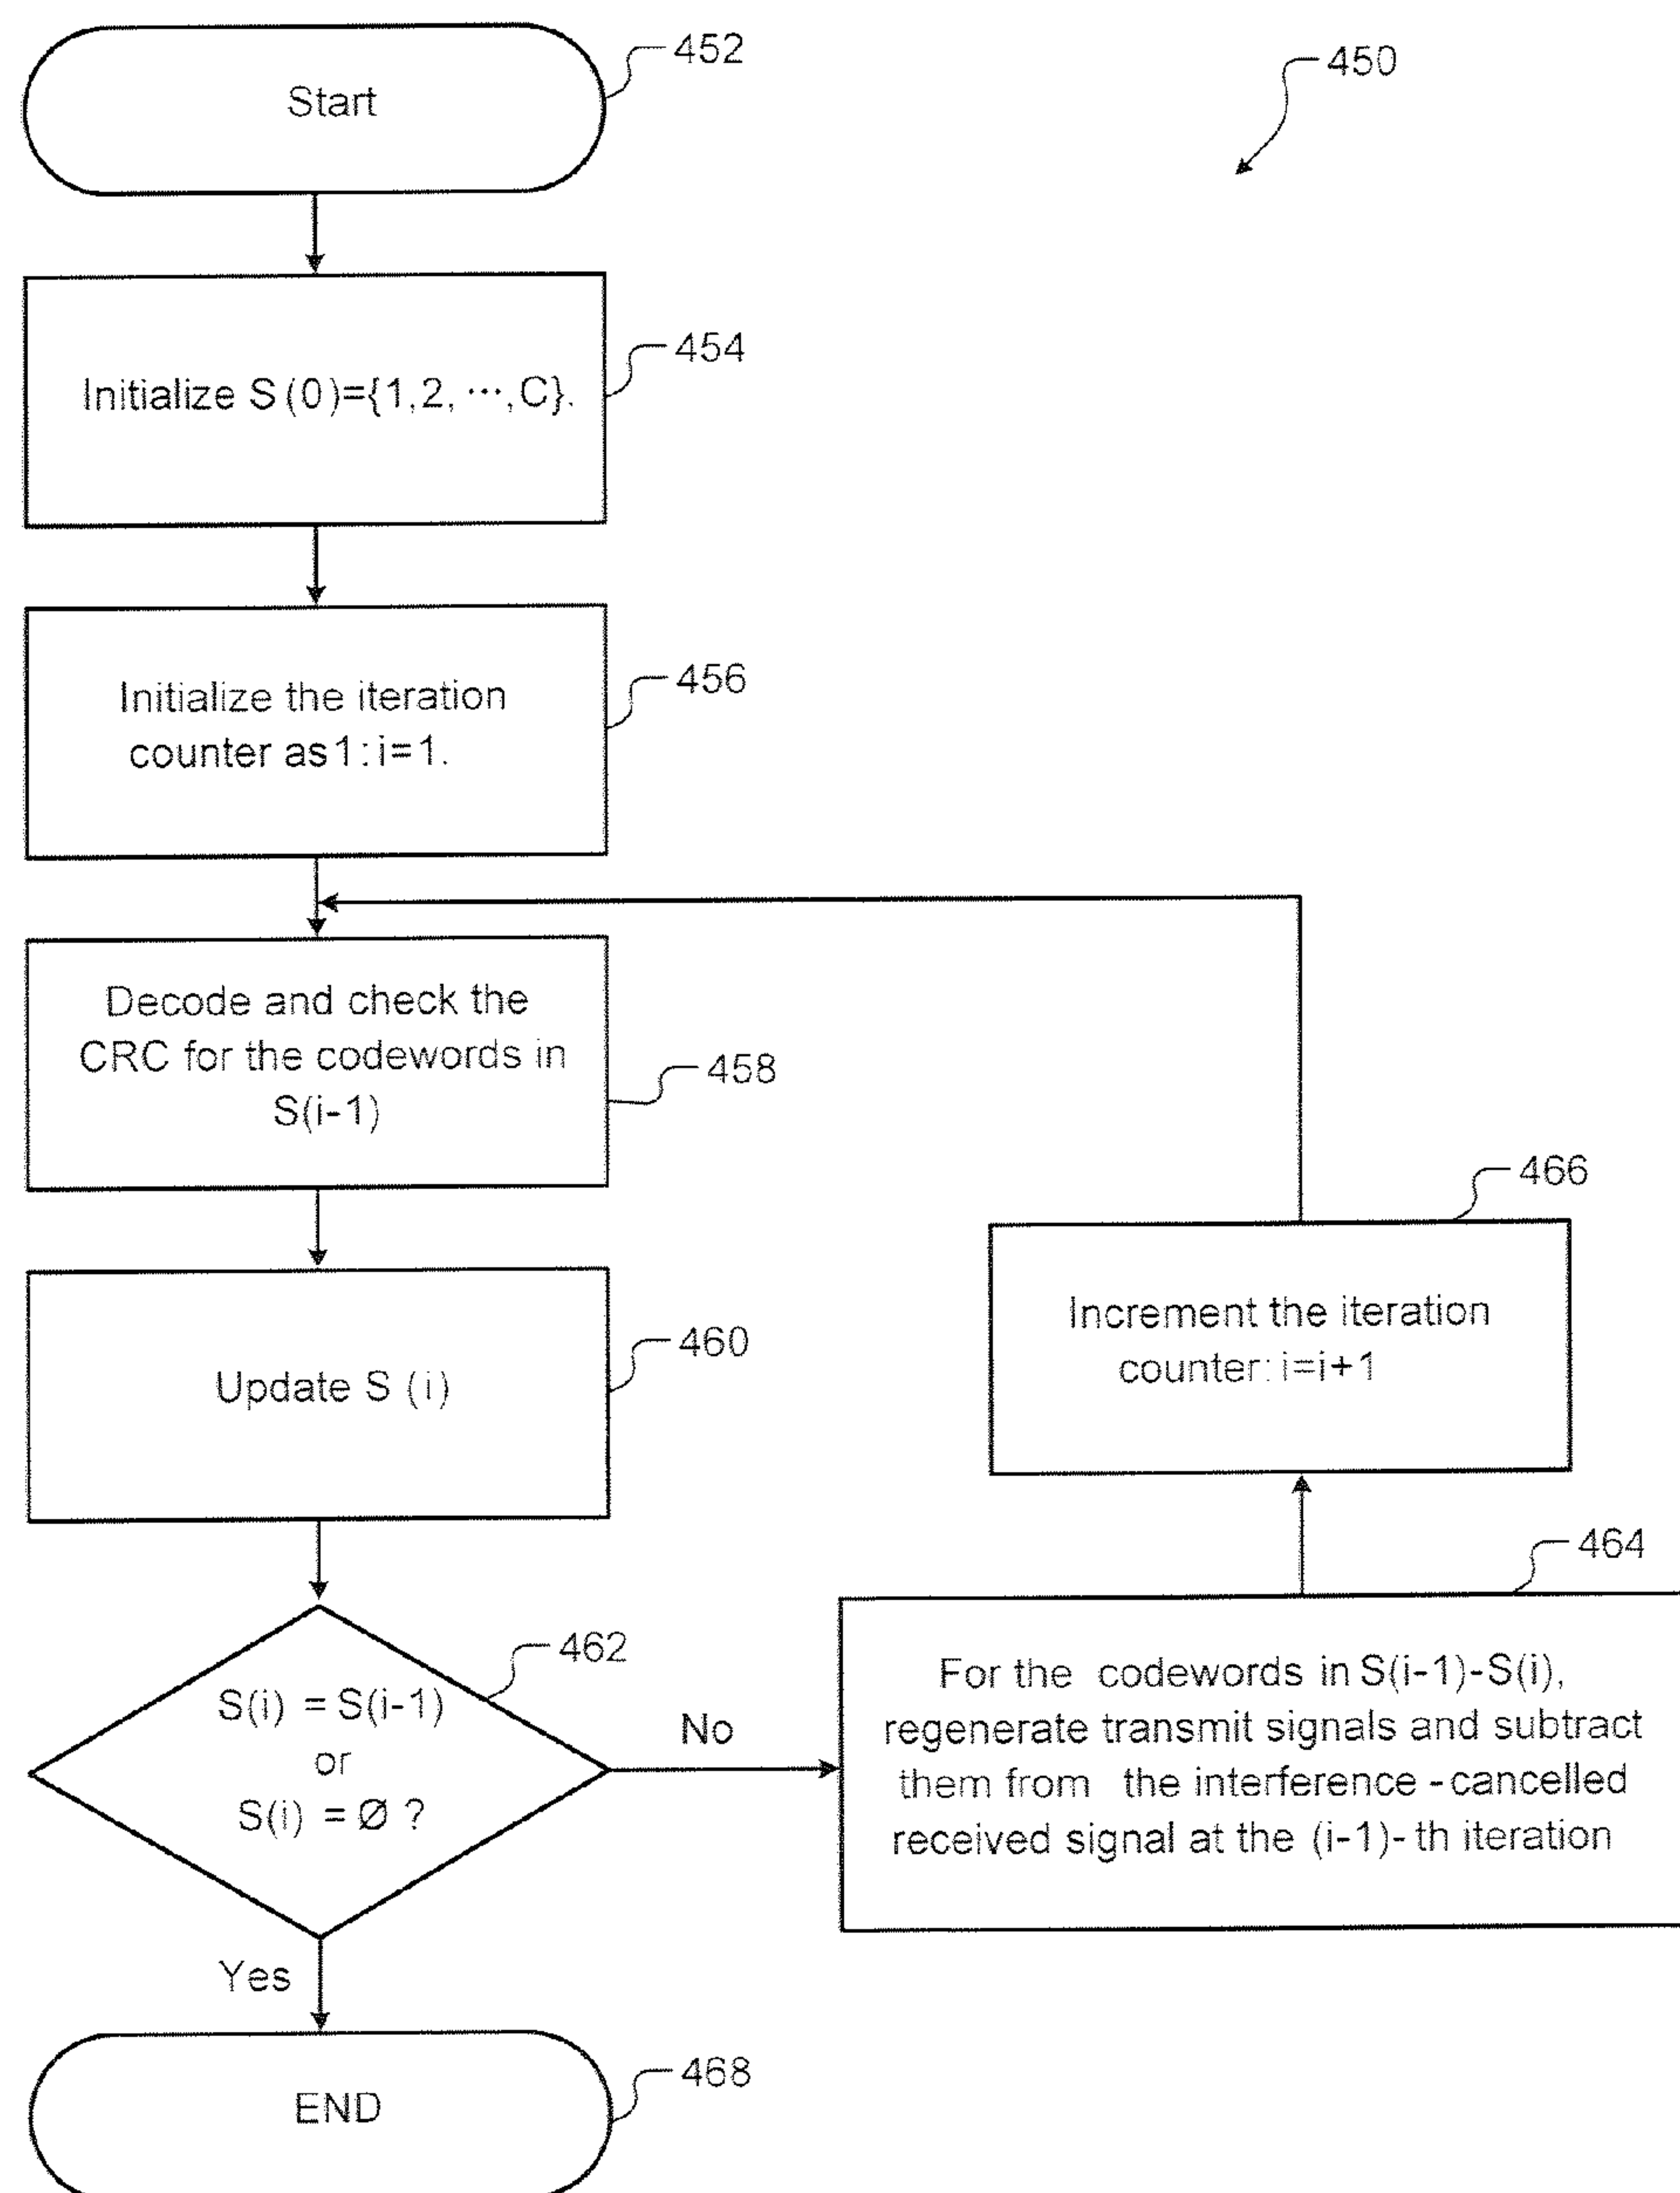 Start
452
450
Initialize S(0)={1,2, ···,C}.
454
Initialize the iteration
counter as 1: i=1.
456
Decode and check the
CRC for the codewords in
S(i-1)
458
Update S (i)
460
S(i) = S(i-1)
or
S(i) = Ø ?
462
No
Yes
For the codewords in S(i-1)-S(i),
regenerate transmit signals and subtract
them from the interference -cancelled
received signal at the (i-1)- th iteration
464
Increment the iteration
counter: i=i+1
466
END
468